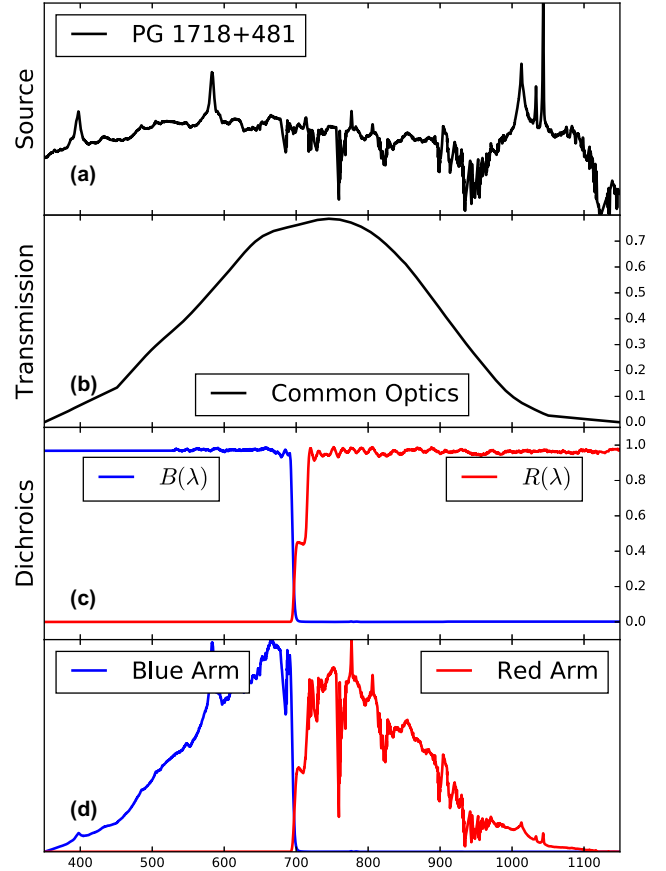 PG 1718+481
Source
(a)
Transmission
0.7
0.6
0.5
0.4
0.3
0.2
0.1
0.0
(b)
Common Optics
Dichroics
1.0
0.8
0.6
0.4
0.2
0.0
B(λ)
R(λ)
(c)
Blue Arm
Red Arm
(d)
400 500 600 700 800 900 1000 1100